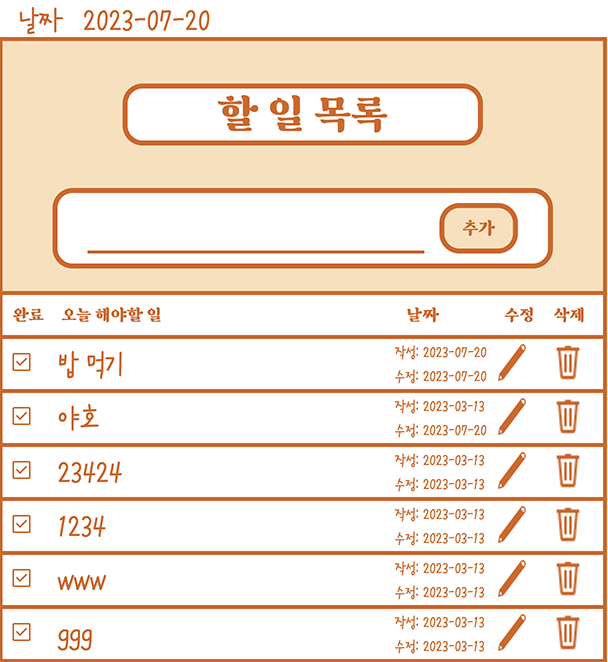 날짜 2023-07-20
할 일 목록
추가
완료 오늘 해야할 일 날짜 수정 삭제
밥 먹기 작성: 2023-07-20
수정: 2023-07-20
야호 작성: 2023-03-13
수정: 2023-07-20
23424 작성: 2023-03-13
수정: 2023-03-13
1234 작성: 2023-03-13
수정: 2023-03-13
www 작성: 2023-03-13
수정: 2023-03-13
ggg 작성: 2023-03-13
수정: 2023-03-13